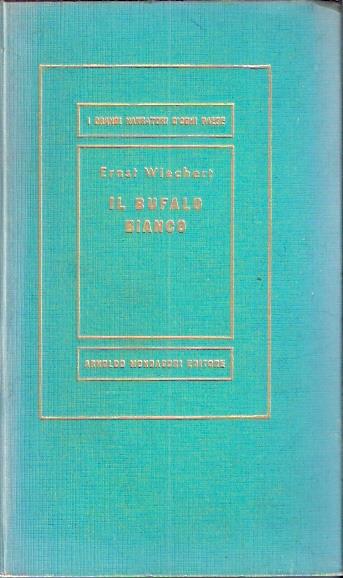 I GRANDI NARRATORI D'OGNI PAESE
Ernst Wiechert
IL BUFALO
BIANCO
ARNOLDO MONDADORI EDITORE